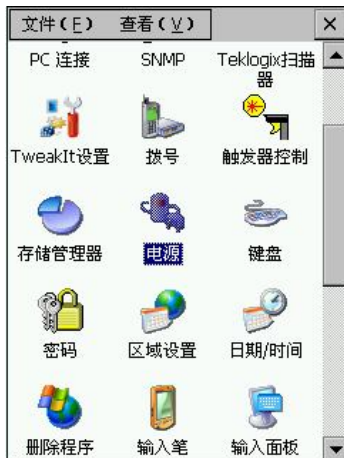 文件(F) 查看(V)
PC 连接 SNMP Teklogix扫描
器
TweakIt设置 拨号 触发器控制
存储管理器 电源 键盘
密码 区域设置 日期/时间
删除程序 输入笔 输入面板